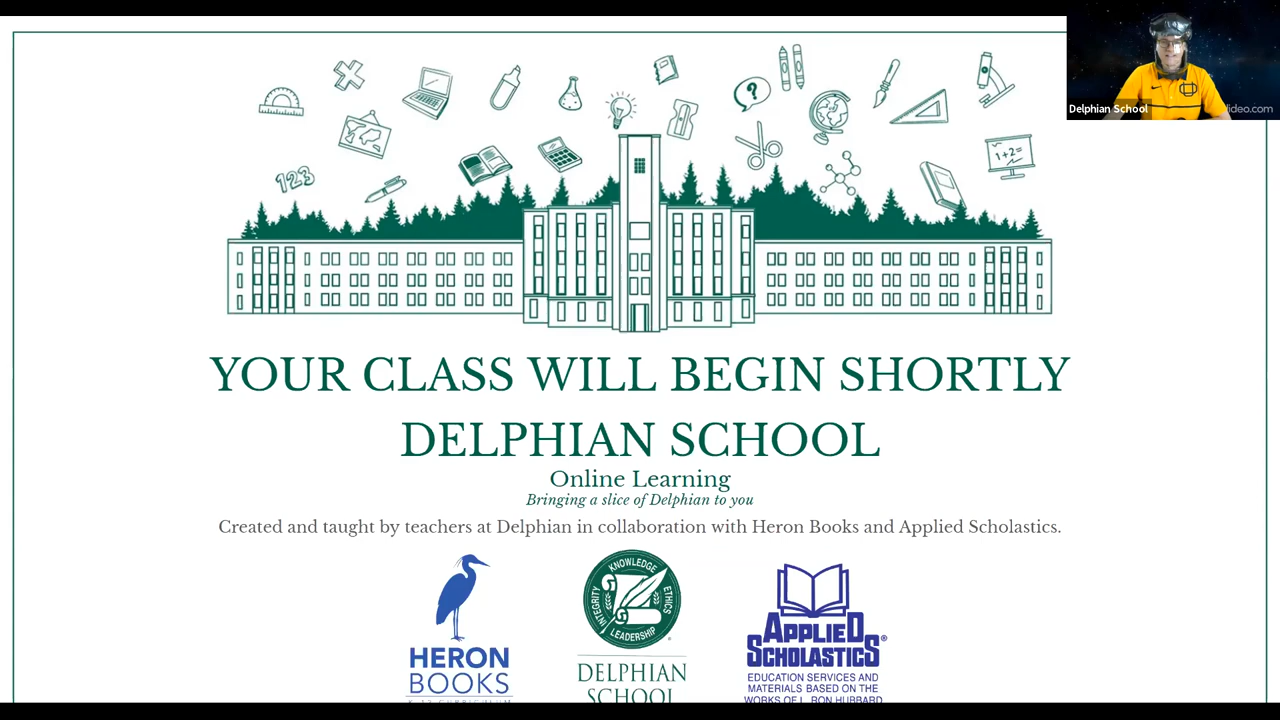 Delphian School
ideo.com
123
1+2=
?
YOUR CLASS WILL BEGIN SHORTLY
DELPHIAN SCHOOL
Online Learning
Bringing a slice of Delphian to you
Created and taught by teachers at Delphian in collaboration with Heron Books and Applied Scholastics.
KNOWLEDGE
INTEGRITY
ETHICS
LEADERSHIP
HERON
BOOKS
DELPHIAN
SCHOOL
APPLIED
SCHOLASTICS®
EDUCATION SERVICES AND
MATERIALS BASED ON THE
WORKS OF L. RON HUBBARD